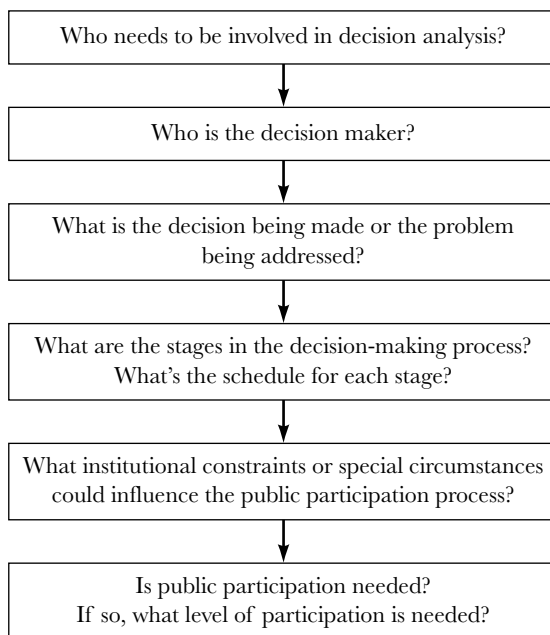 Who needs to be involved in decision analysis?
Who is the decision maker?
What is the decision being made or the problem
being addressed?
What are the stages in the decision-making process?
What’s the schedule for each stage?
What institutional constraints or special circumstances
could influence the public participation process?
Is public participation needed?
If so, what level of participation is needed?